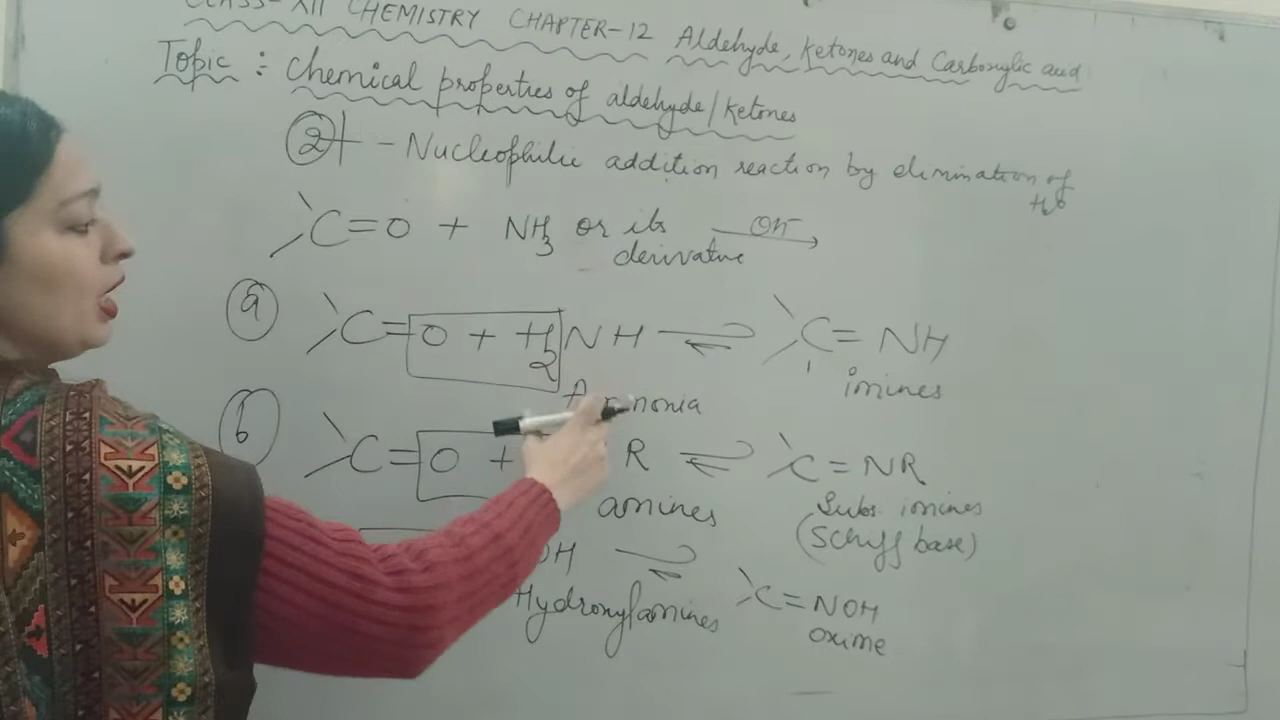 CLASS-XII CHEMISTRY CHAPTER-12 Aldehyde, Ketones and Carboxylic acid
Topic : Chemical properties of aldehyde/Ketones
2 - Nucleophilic addition reaction by elimination of H2O
C=O + NH3 or its derivative OH-
a C=O + H2NH ⇌ C=NH
Ammonia imines
b C=O + R ⇌ C=NR
amines Subs. imines
(Schiff base)
OH ⇌ C=NOH
Hydroxylamines oxime